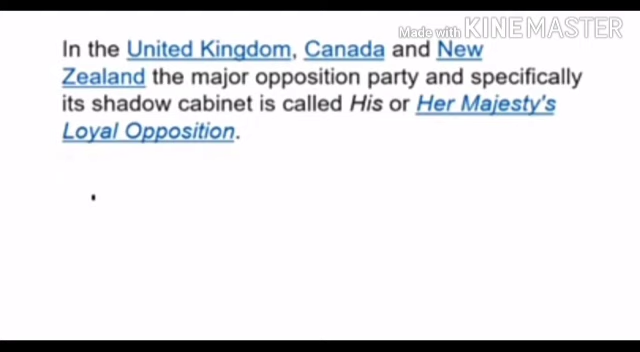 Made with KINEMASTER
In the United Kingdom, Canada and New
Zealand the major opposition party and specifically
its shadow cabinet is called His or Her Majesty's
Loyal Opposition.